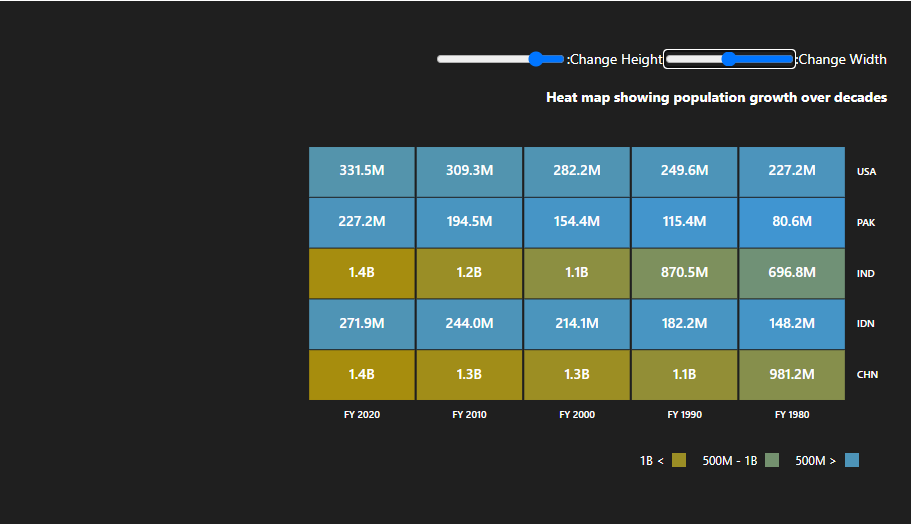 :Change Height :Change Width
Heat map showing population growth over decades
331.5M 309.3M 282.2M 249.6M 227.2M USA
227.2M 194.5M 154.4M 115.4M 80.6M PAK
1.4B 1.2B 1.1B 870.5M 696.8M IND
271.9M 244.0M 214.1M 182.2M 148.2M IDN
1.4B 1.3B 1.3B 1.1B 981.2M CHN
FY 2020 FY 2010 FY 2000 FY 1990 FY 1980
1B < 500M - 1B 500M >